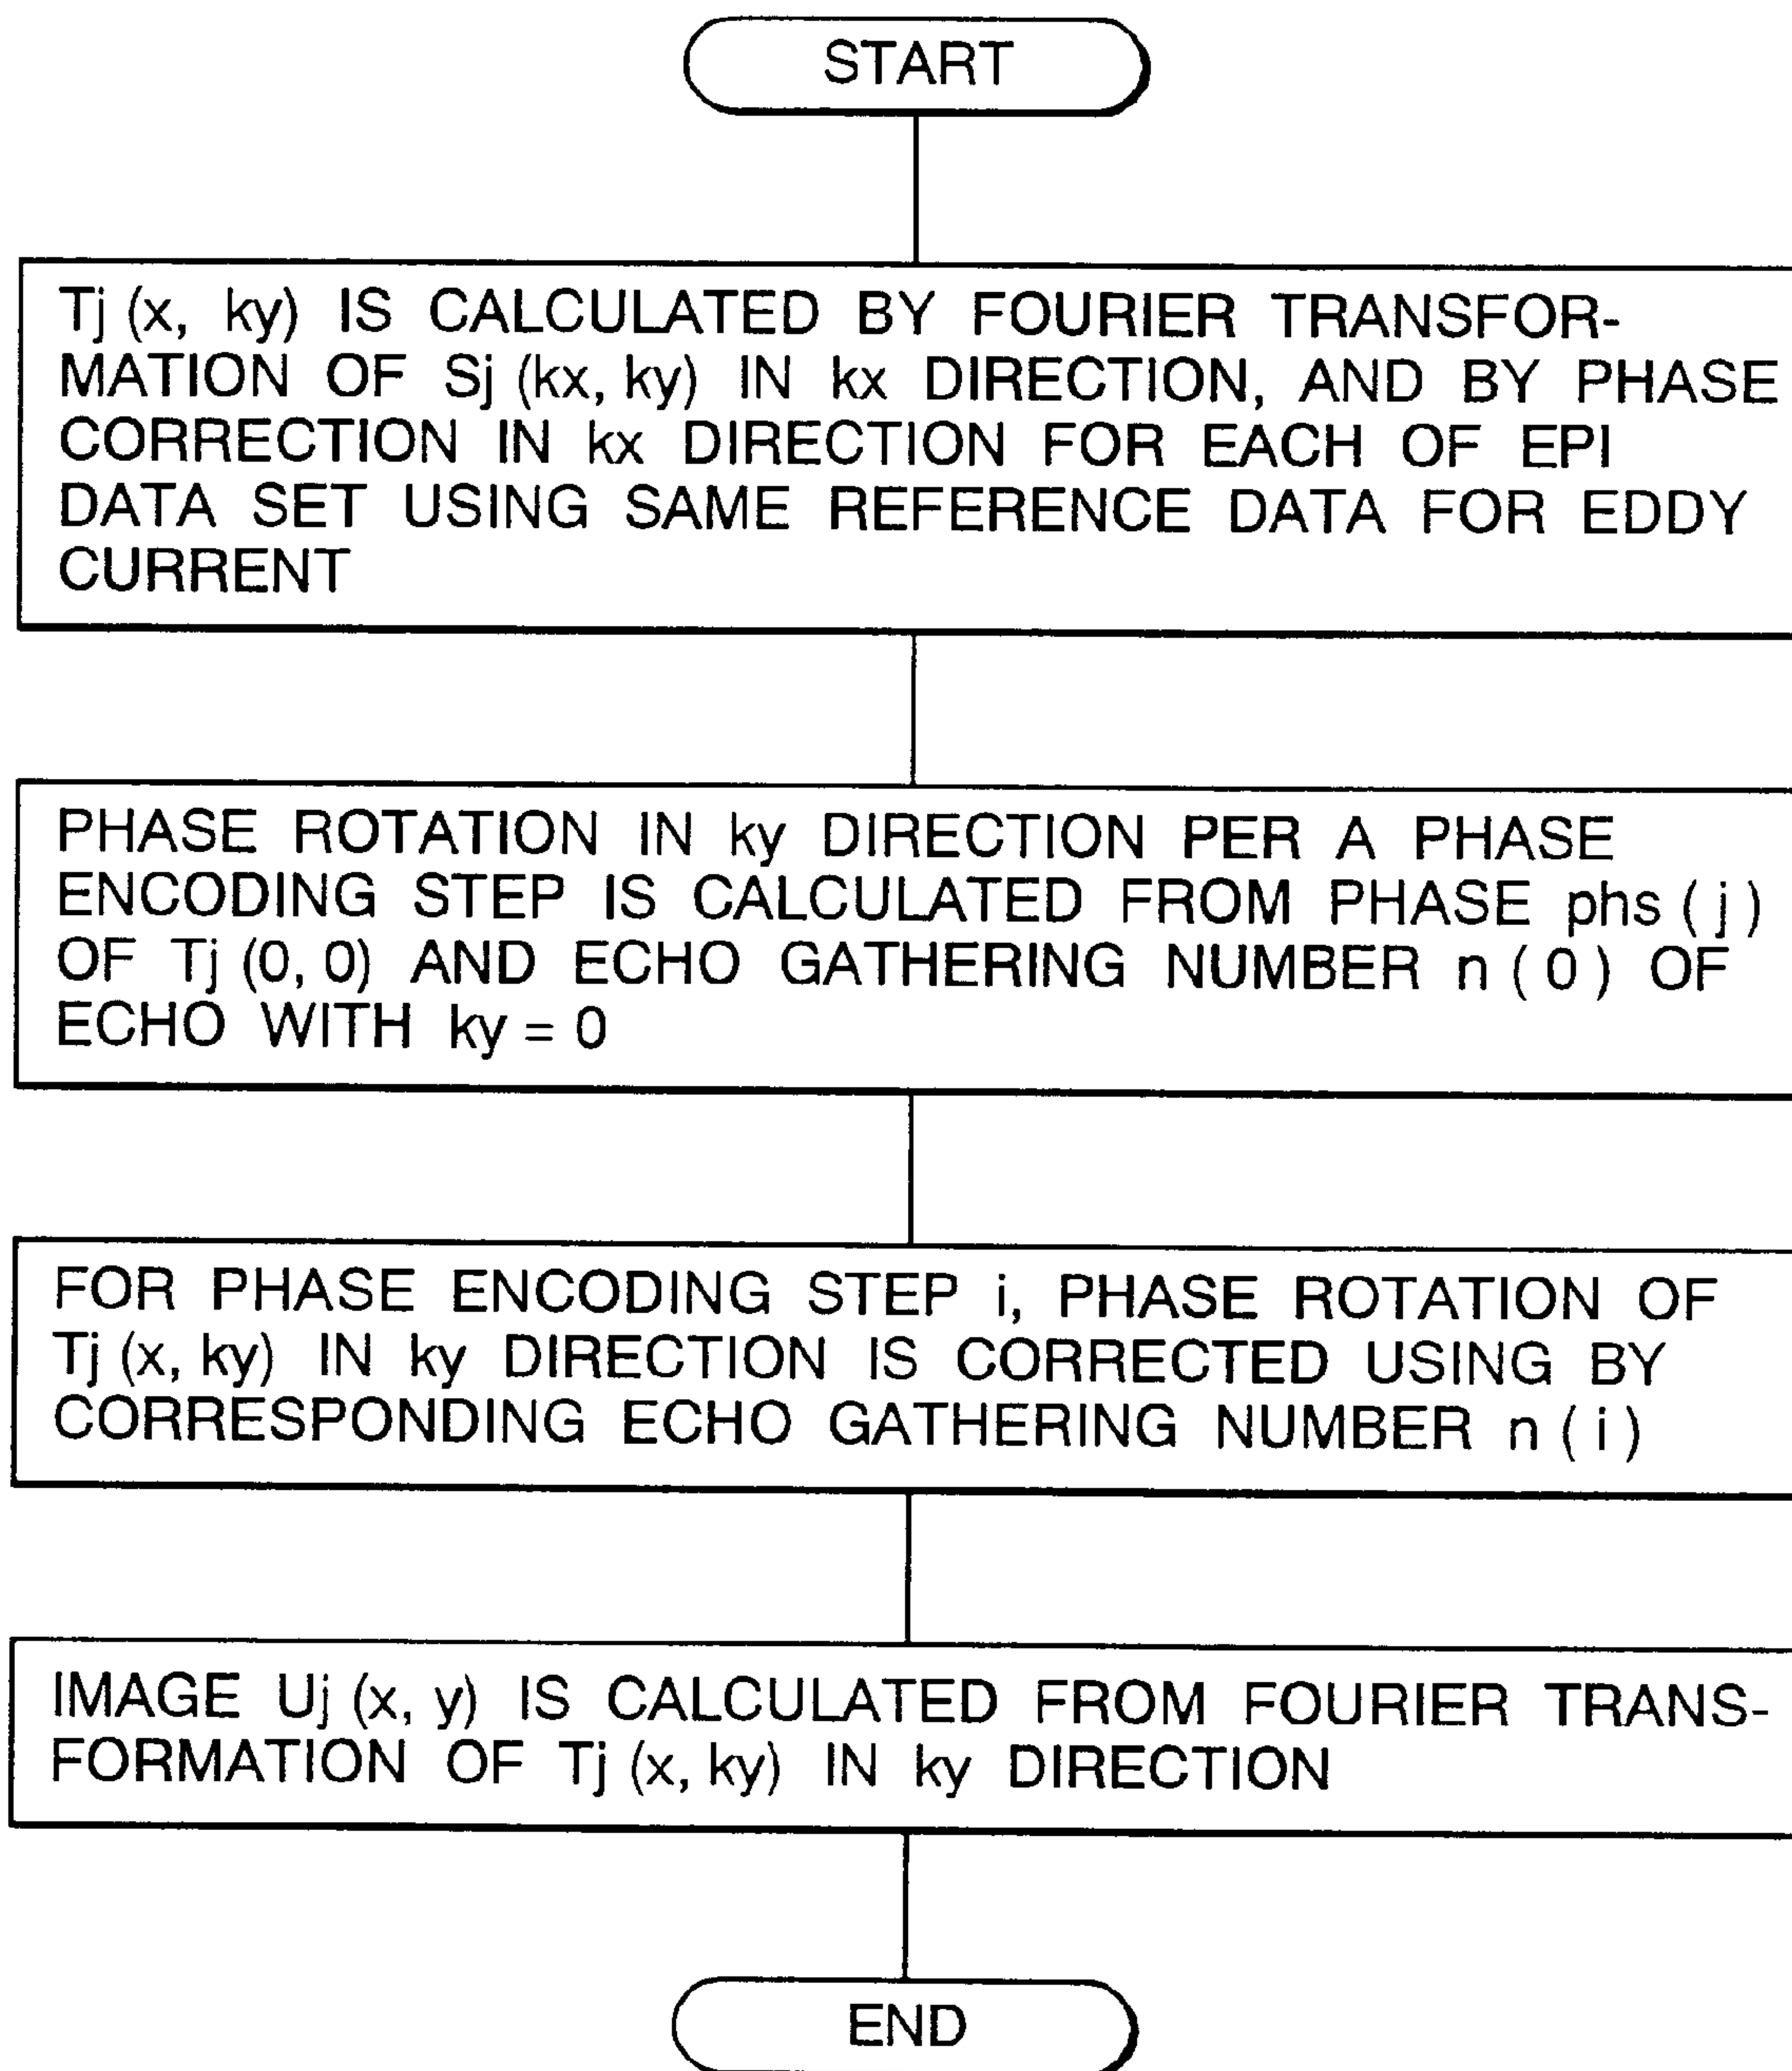 START
Tj (x, ky) IS CALCULATED BY FOURIER TRANSFOR-
MATION OF Sj (kx, ky) IN kx DIRECTION, AND BY PHASE
CORRECTION IN kx DIRECTION FOR EACH OF EPI
DATA SET USING SAME REFERENCE DATA FOR EDDY
CURRENT
PHASE ROTATION IN ky DIRECTION PER A PHASE
ENCODING STEP IS CALCULATED FROM PHASE phs ( j )
OF Tj (0, 0) AND ECHO GATHERING NUMBER n ( 0 ) OF
ECHO WITH ky = 0
FOR PHASE ENCODING STEP i, PHASE ROTATION OF
Tj (x, ky) IN ky DIRECTION IS CORRECTED USING BY
CORRESPONDING ECHO GATHERING NUMBER n ( i )
IMAGE Uj (x, y) IS CALCULATED FROM FOURIER TRANS-
FORMATION OF Tj (x, ky) IN ky DIRECTION
END